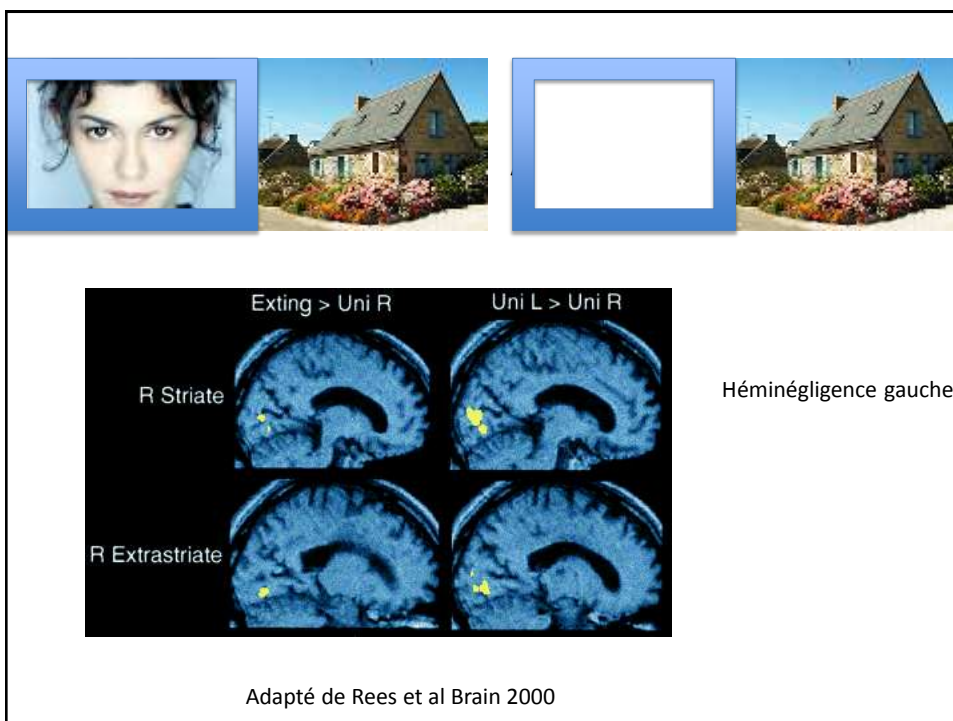 Exting > Uni R
Uni L > Uni R
R Striate
Héminégligence gauche
R Extrastriate
Adapté de Rees et al Brain 2000